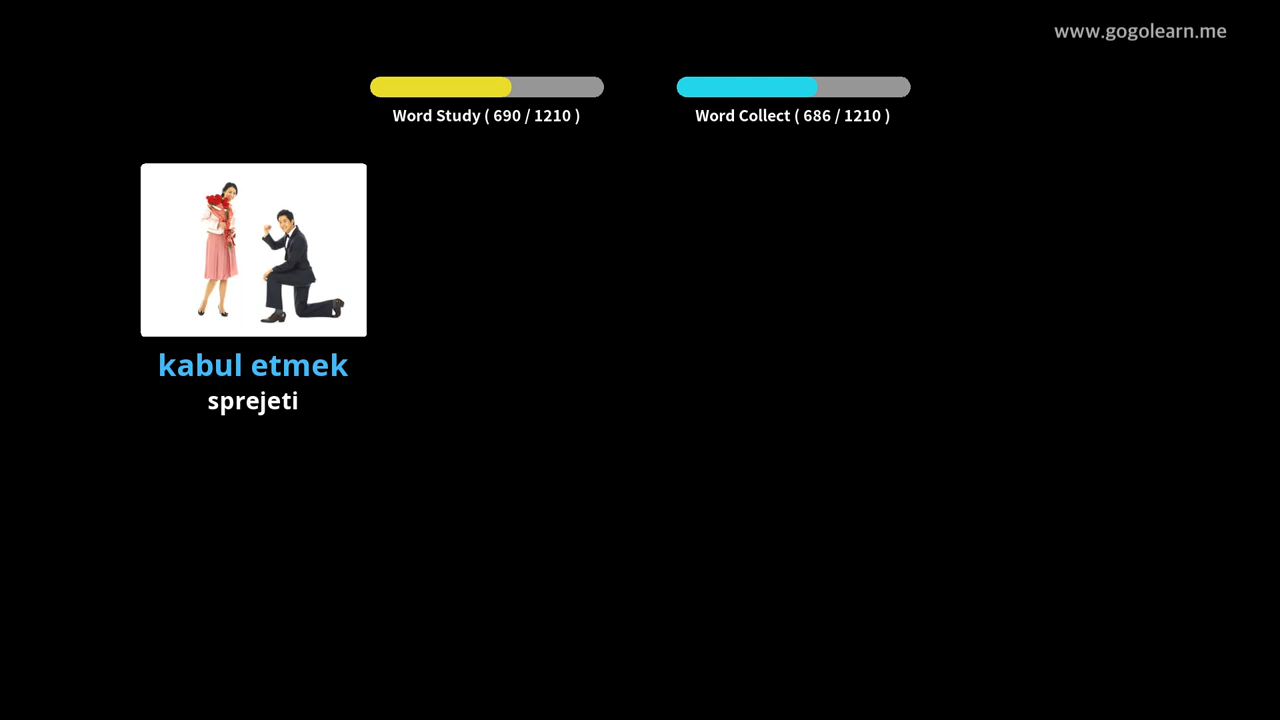 www.gogolearn.me
Word Study ( 690 / 1210 )
Word Collect ( 686 / 1210 )
kabul etmek
sprejeti